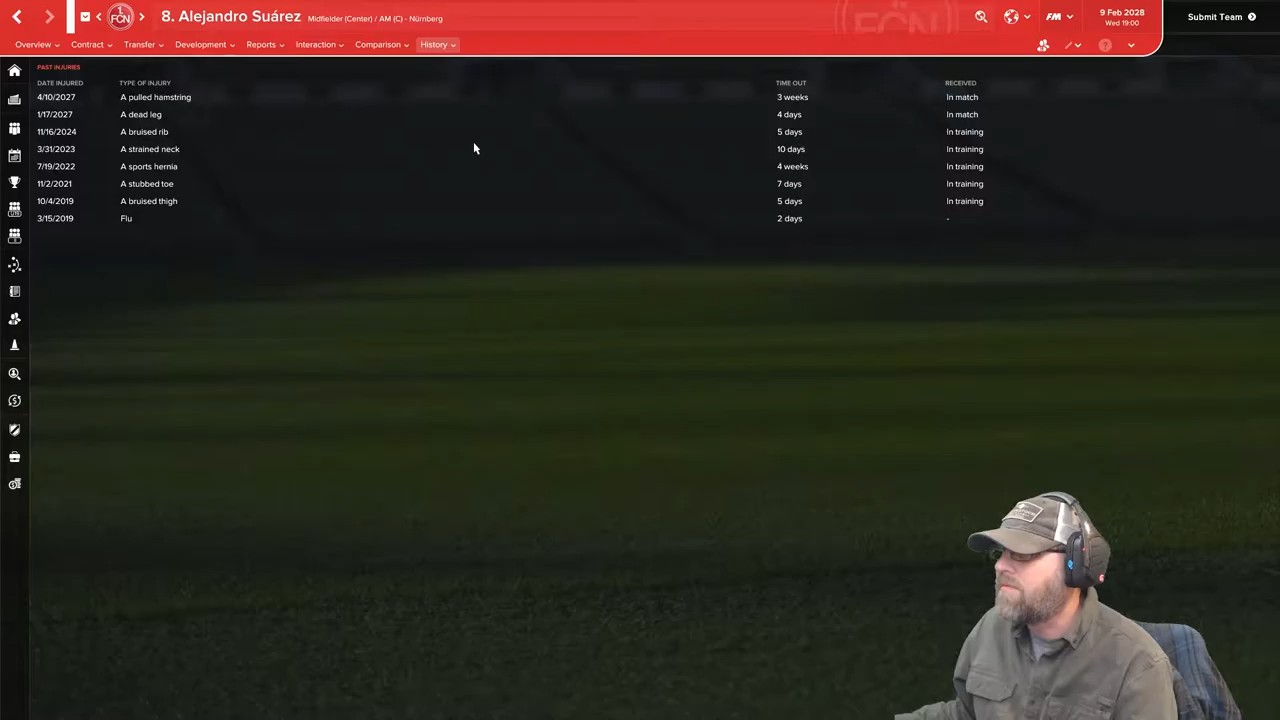 8. Alejandro Suárez Midfielder (Center) / AM (C) - Nürnberg
FM
9 Feb 2028
Wed 19:00
Submit Team
Overview Contract Transfer Development Reports Interaction Comparison History
PAST INJURIES
DATE INJURED TYPE OF INJURY TIME OUT RECEIVED
4/10/2027 A pulled hamstring 3 weeks In match
1/17/2027 A dead leg 4 days In match
11/16/2024 A bruised rib 5 days In training
3/31/2023 A strained neck 10 days In training
7/19/2022 A sports hernia 4 weeks In training
11/2/2021 A stubbed toe 7 days In training
10/4/2019 A bruised thigh 5 days In training
3/15/2019 Flu 2 days -